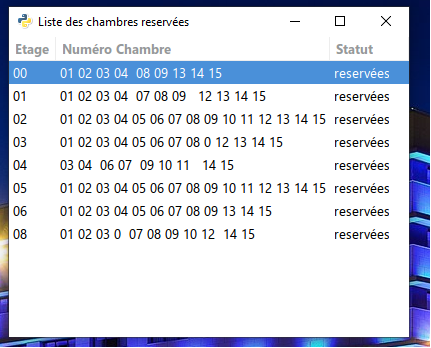 Liste des chambres reservées
Etage Numéro Chambre Statut
00 01 02 03 04 08 09 13 14 15 reservées
01 01 02 03 04 07 08 09 12 13 14 15 reservées
02 01 02 03 04 05 06 07 08 09 10 11 12 13 14 15 reservées
03 01 02 03 04 05 06 07 08 0 12 13 14 15 reservées
04 03 04 06 07 09 10 11 14 15 reservées
05 01 02 03 04 05 06 07 08 09 10 11 12 13 14 15 reservées
06 01 02 03 04 05 06 07 08 09 13 14 15 reservées
08 01 02 03 0 07 08 09 10 12 14 15 reservées